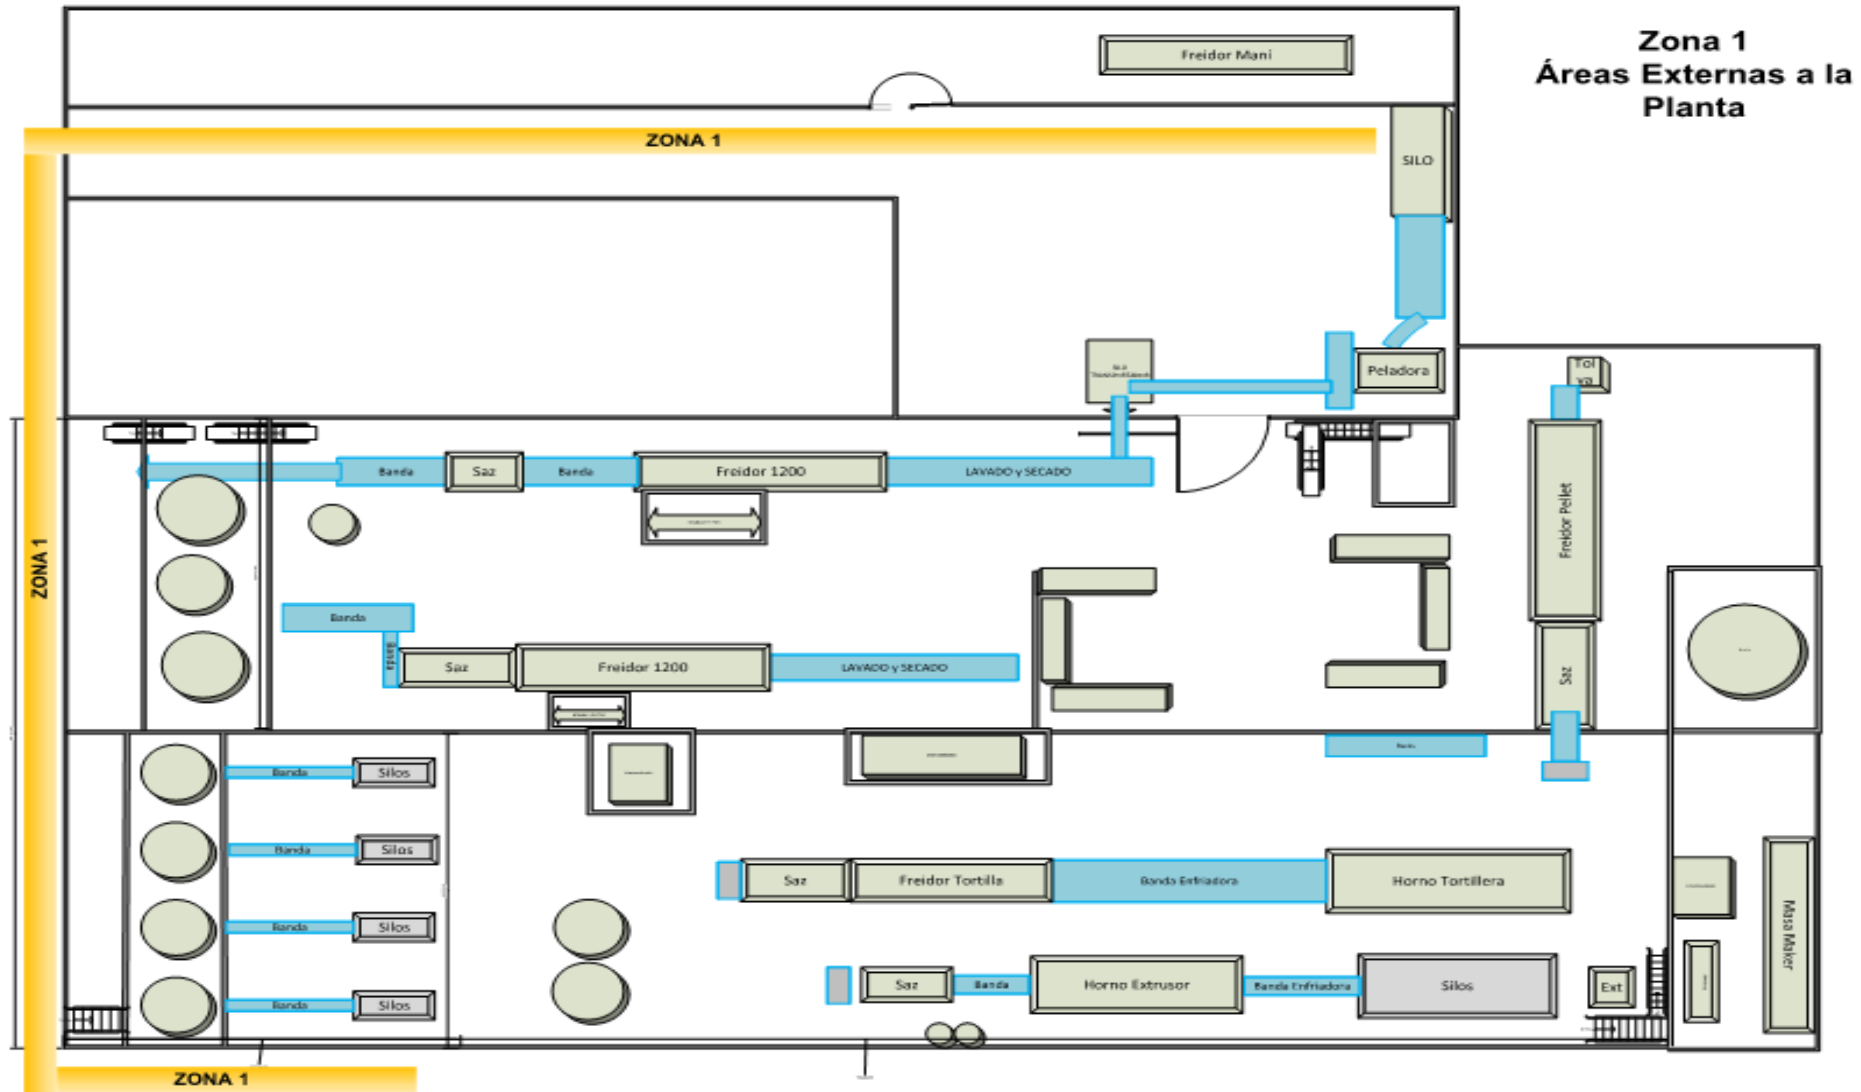 Zona 1
Áreas Externas a la
Planta
Freidor Mani
ZONA 1
SILO
Peladora
Tol
va
Banda
Saz
Banda
Freidor 1200
LAVADO y SECADO
Freidor Pellet
ZONA 1
Banda
Banda
Saz
Freidor 1200
LAVADO y SECADO
Saz
Banda
Silos
Banda
Silos
Saz
Freidor Tortilla
Banda Enfriadora
Horno Tortillera
Masa Maker
Banda
Silos
Saz
Banda
Horno Extrusor
Banda Enfriadora
Silos
Ext
Banda
Silos
ZONA 1